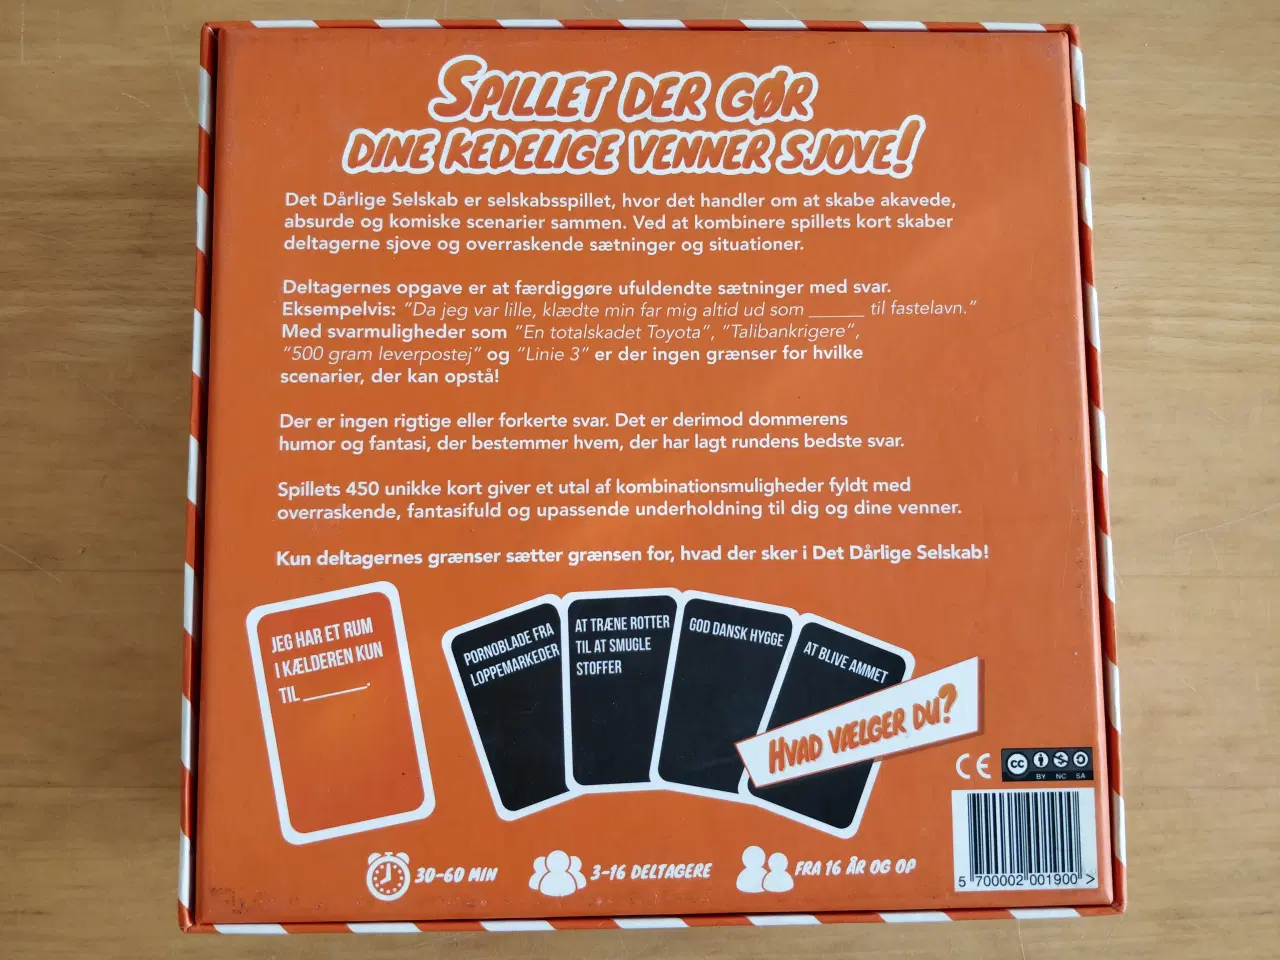 SPILLET DER GØR
DINE KEDELIGE VENNER SJOVE!
Det Dårlige Selskab er selskabsspillet, hvor det handler om at skabe akavede,
absurde og komiske scenarier sammen. Ved at kombinere spillets kort skaber
deltagerne sjove og overraskende sætninger og situationer.
Deltagernes opgave er at færdiggøre ufuldendte sætninger med svar.
Eksempelvis: "Da jeg var lille, klædte min far mig altid ud som ______ til fastelavn."
Med svarmuligheder som "En totalskadet Toyota", "Talibankrigere",
"500 gram leverpostej" og "Linie 3" er der ingen grænser for hvilke
scenarier, der kan opstå!
Der er ingen rigtige eller forkerte svar. Det er derimod dommerens
humor og fantasi, der bestemmer hvem, der har lagt rundens bedste svar.
Spillets 450 unikke kort giver et utal af kombinationsmuligheder fyldt med
overraskende, fantasifuld og upassende underholdning til dig og dine venner.
Kun deltagernes grænser sætter grænsen for, hvad der sker i Det Dårlige Selskab!
JEG HAR ET RUM
I KÆLDEREN KUN
TIL ________.
PORNOBLADE FRA
LOPPEMARKEDER
AT TRÆNE ROTTER
TIL AT SMUGLE
STOFFER
GOD DANSK HYGGE
AT BLIVE AMMET
HVAD VÆLGER DU?
CE
cc BY NC SA
30-60 MIN
3-16 DELTAGERE
FRA 16 ÅR OG OP
5 700002 001900 >